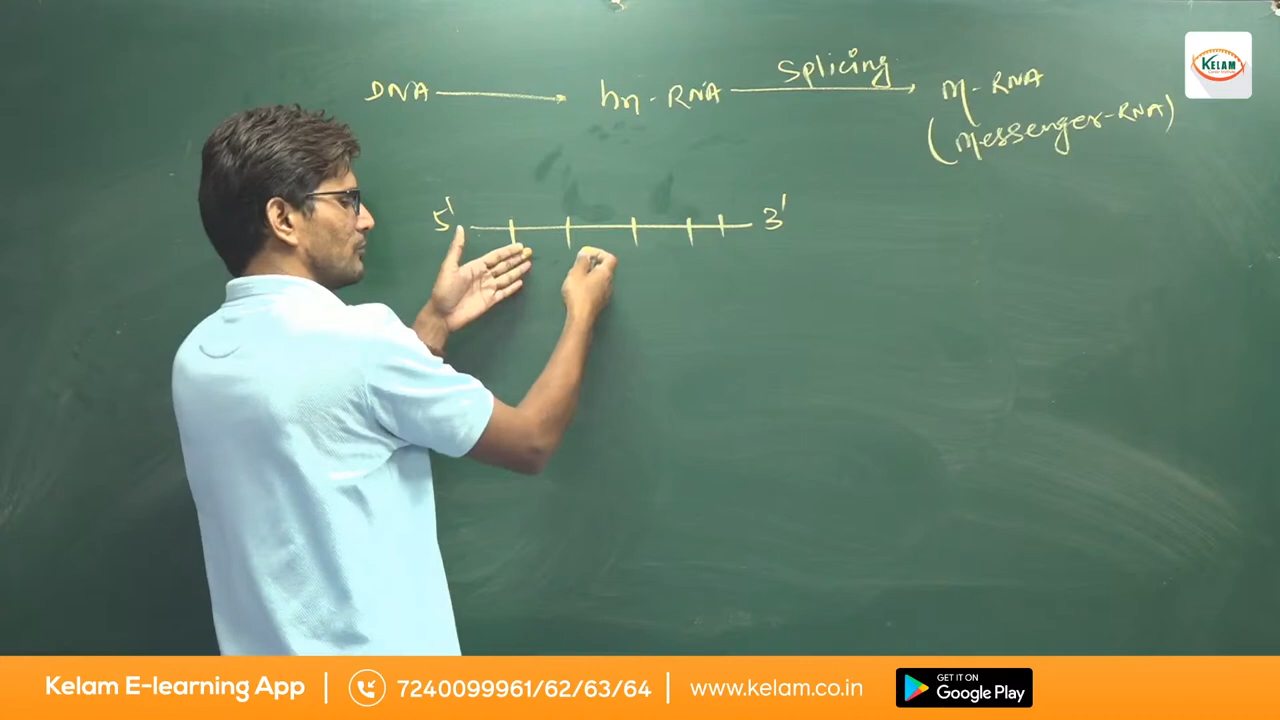 DNA → hn-RNA Splicing → m-RNA
(Messenger-RNA)
5' 3'
KELAM
Kelam E-learning App | 7240099961/62/63/64 | www.kelam.co.in
GET IT ON
Google Play